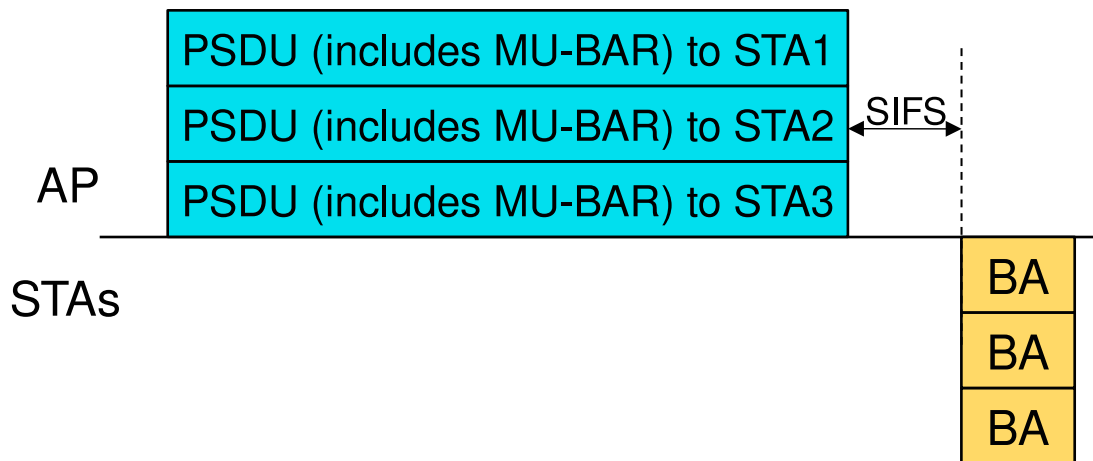 PSDU (includes MU-BAR) to STA1
PSDU (includes MU-BAR) to STA2
SIFS
PSDU (includes MU-BAR) to STA3
AP
STAs
BA
BA
BA